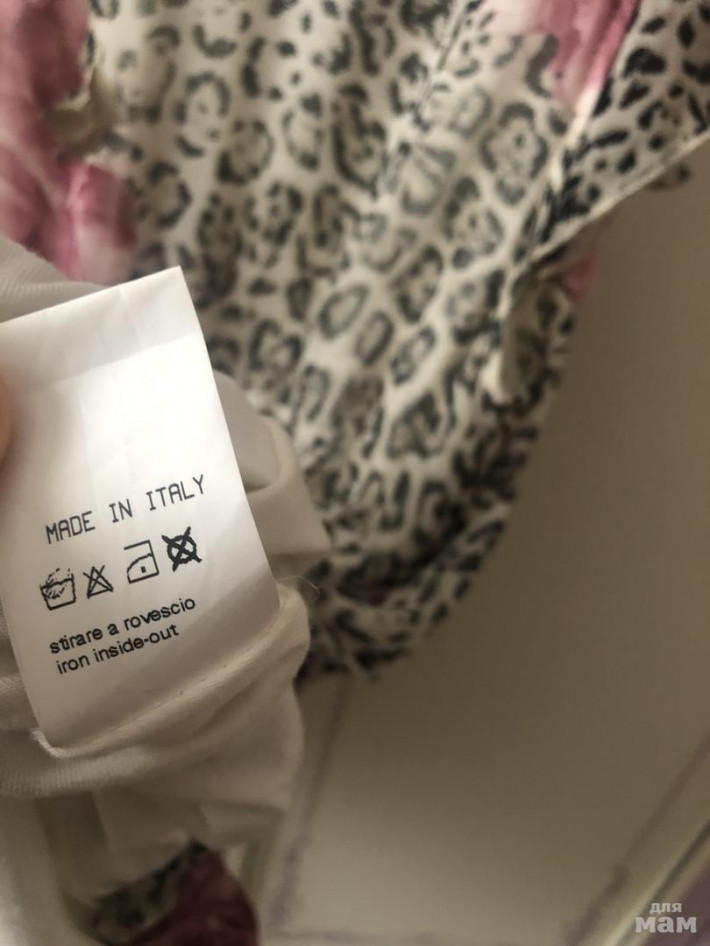 MADE IN ITALY
stirare a rovescio
iron inside-out
для
мам